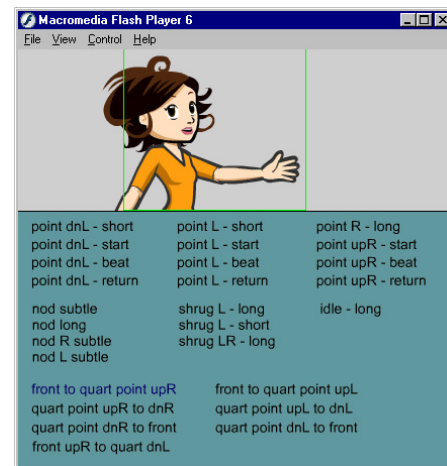 Macromedia Flash Player 6
File View Control Help
point dnL - short point L - short point R - long
point dnL - start point L - start point upR - start
point dnL - beat point L - beat point upR - beat
point dnL - return point L - return point upR - return
nod subtle shrug L - long idle - long
nod long shrug L - short
nod R subtle shrug LR - long
nod L subtle
front to quart point upR front to quart point upL
quart point upR to dnR quart point upL to dnL
quart point dnR to front quart point dnL to front
front upR to quart dnL